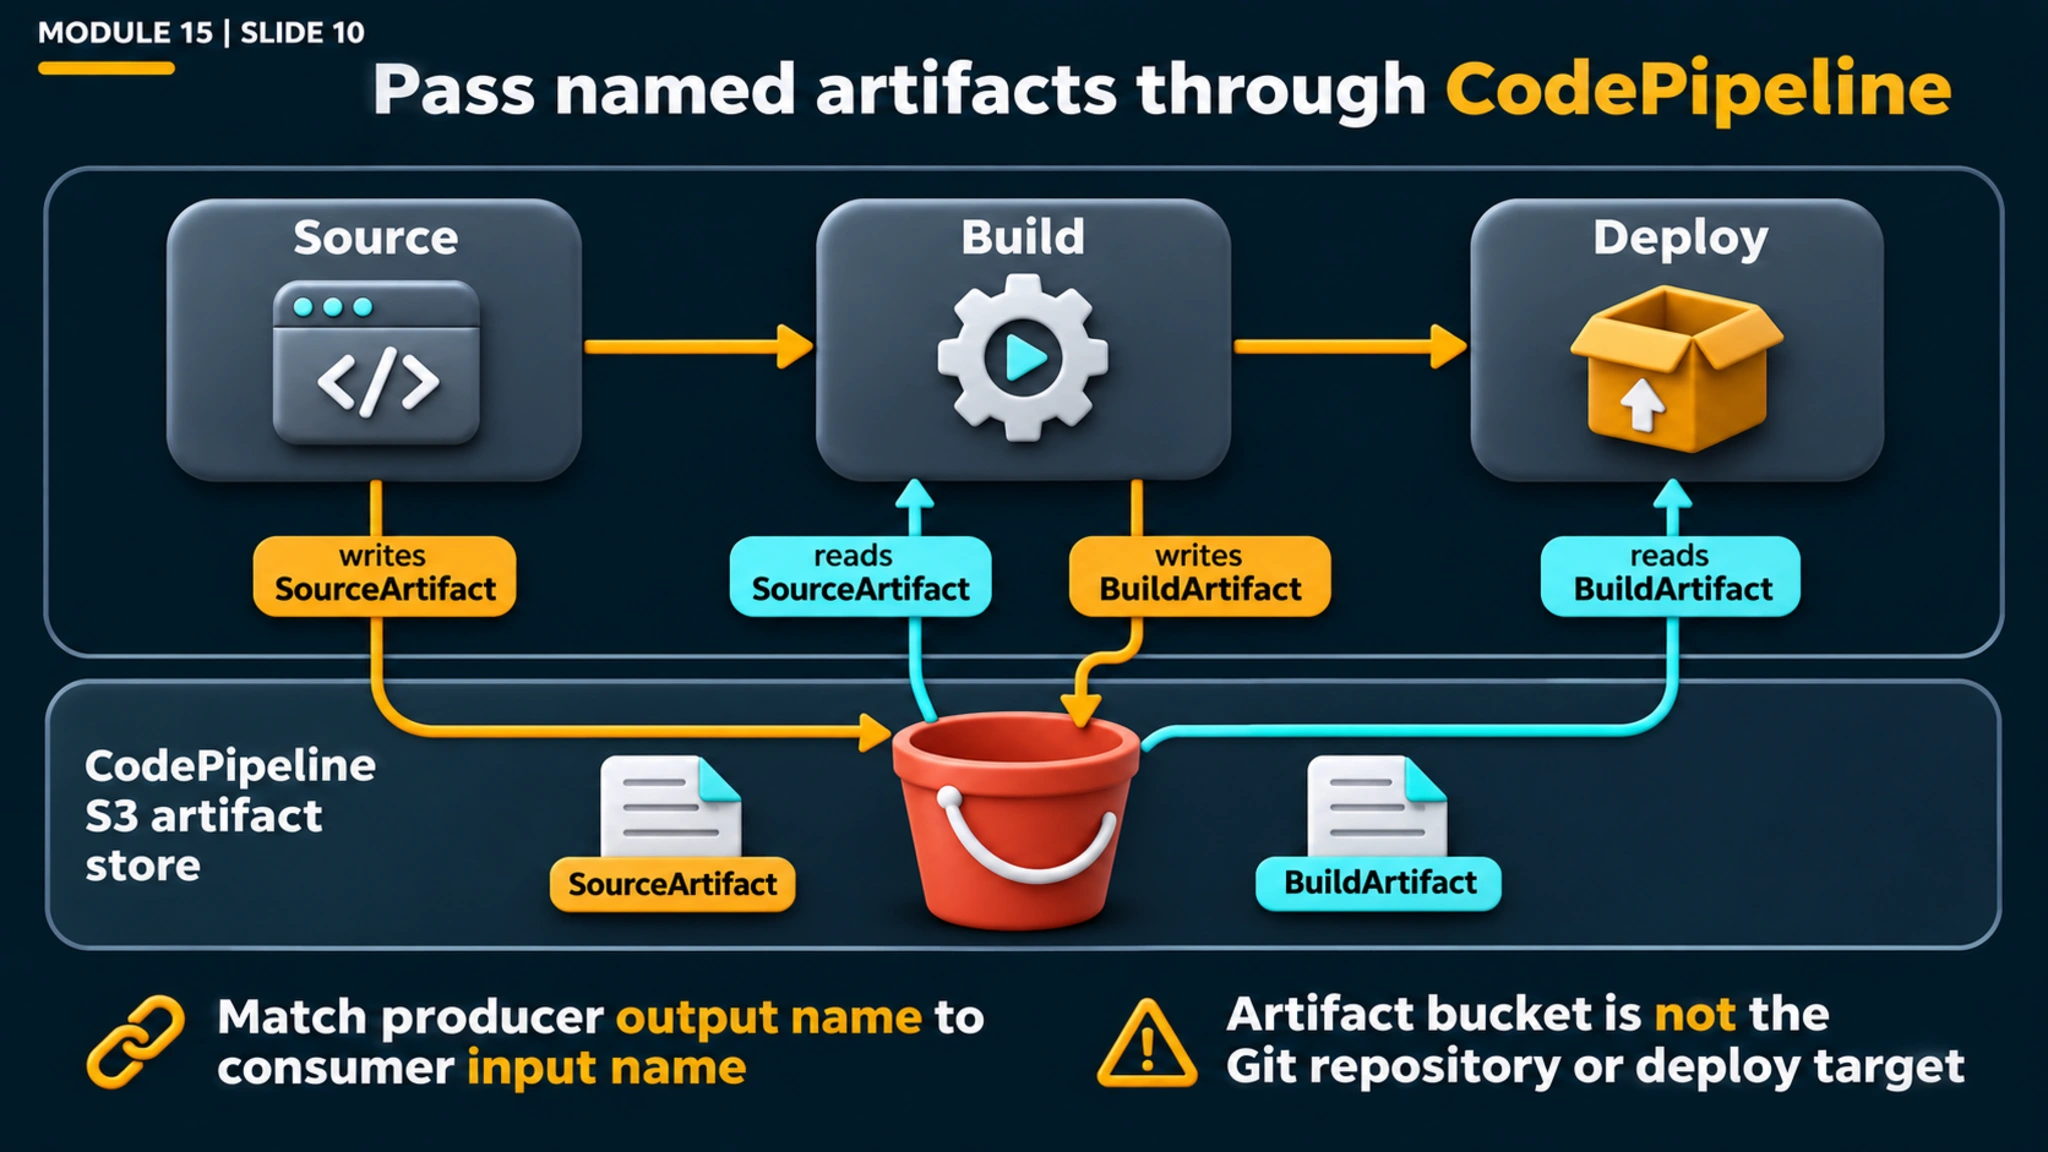 MODULE 15 | SLIDE 10
Pass named artifacts through CodePipeline
Source
Build
Deploy
</>
writes
SourceArtifact
reads
SourceArtifact
writes
BuildArtifact
reads
BuildArtifact
CodePipeline
S3 artifact
store
SourceArtifact
BuildArtifact
Match producer output name to
consumer input name
Artifact bucket is not the
Git repository or deploy target